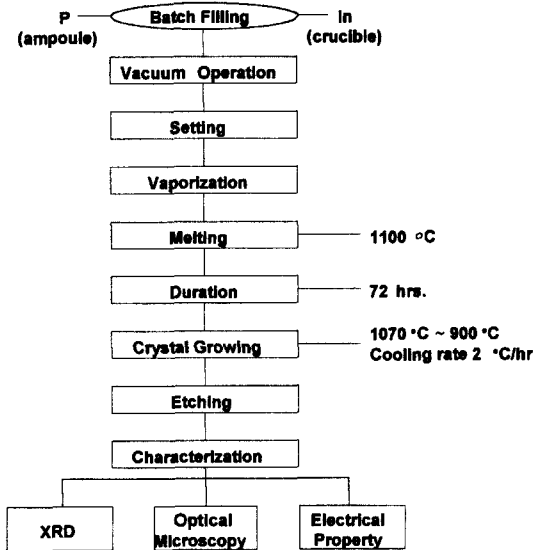 P
(ampoule)
Batch Filling
In
(crucible)
Vacuum Operation
Setting
Vaporization
Melting
1100 °C
Duration
72 hrs.
Crystal Growing
1070 °C ~ 900 °C
Cooling rate 2 °C/hr
Etching
Characterization
XRD
Optical
Microscopy
Electrical
Property